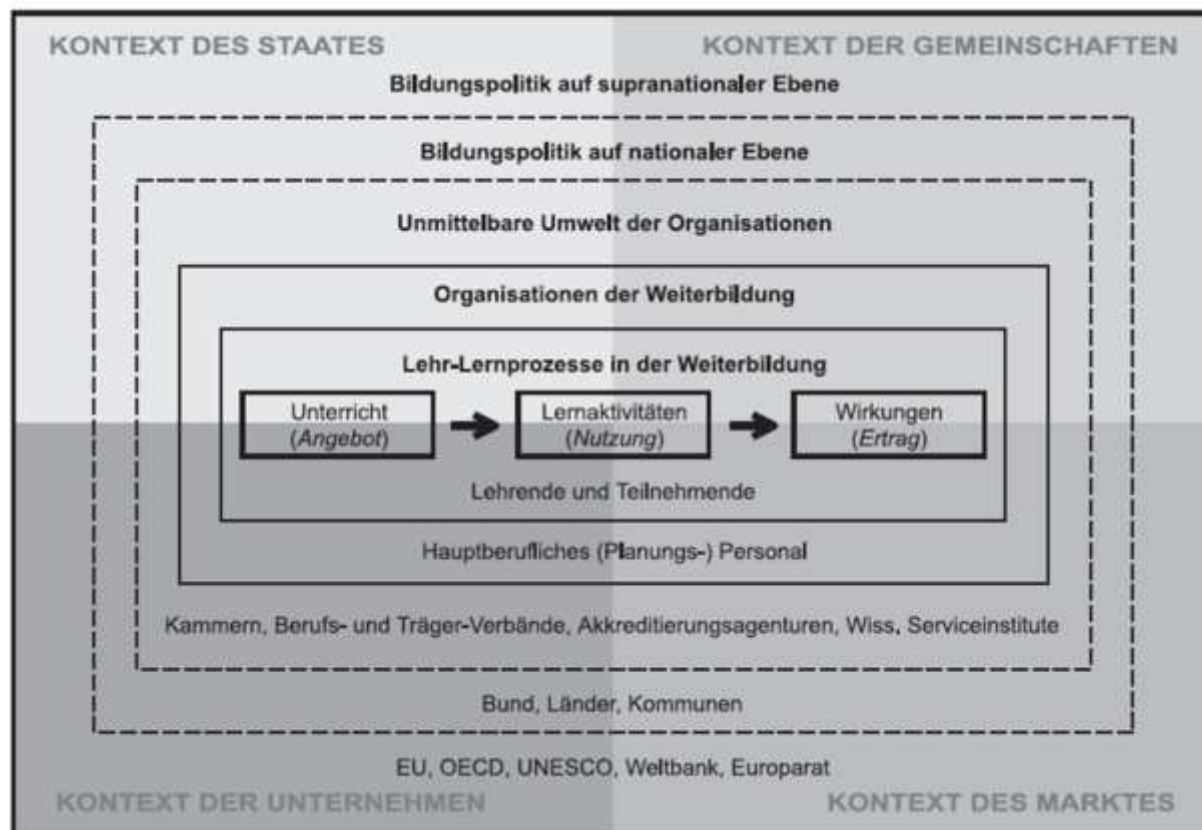 KONTEXT DES STAATES
KONTEXT DER GEMEINSCHAFTEN
Bildungspolitik auf supranationaler Ebene
Bildungspolitik auf nationaler Ebene
Unmittelbare Umwelt der Organisationen
Organisationen der Weiterbildung
Lehr-Lernprozesse in der Weiterbildung
Unterricht
(Angebot)
Lernaktivitäten
(Nutzung)
Wirkungen
(Ertrag)
Lehrende und Teilnehmende
Hauptberufliches (Planungs-) Personal
Kammern, Berufs- und Träger-Verbände, Akkreditierungsagenturen, Wiss, Serviceinstitute
Bund, Länder, Kommunen
EU, OECD, UNESCO, Weltbank, Europarat
KONTEXT DER UNTERNEHMEN
KONTEXT DES MARKTES